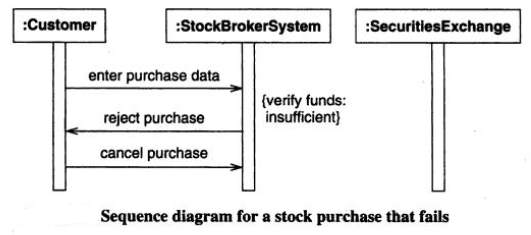 :Customer
:StockBrokerSystem
:SecuritiesExchange
enter purchase data
{verify funds:
insufficient}
reject purchase
cancel purchase
Sequence diagram for a stock purchase that fails